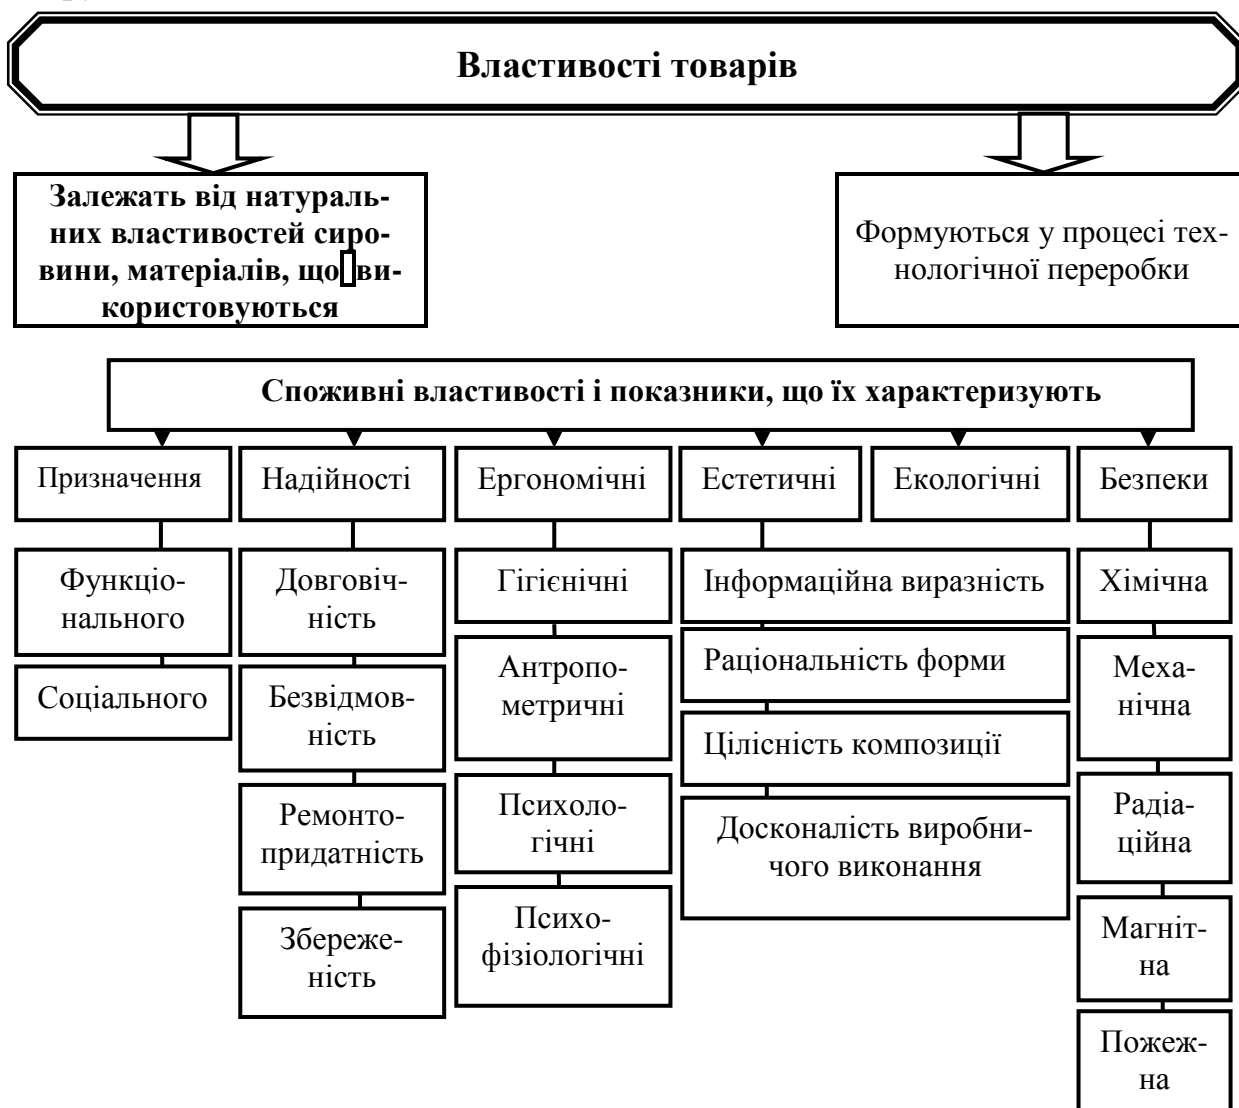 Властивості товарів
Залежать від натураль-
них властивостей сиро-
вини, матеріалів, що ви-
користовуються
Формуються у процесі тех-
нологічної переробки
Споживні властивості і показники, що їх характеризують
Призначення
Надійності
Ергономічні
Естетичні
Екологічні
Безпеки
Функціо-
нального
Соціального
Довговіч-
ність
Безвідмов-
ність
Ремонто-
придатність
Збереже-
ність
Гігієнічні
Антропо-
метричні
Психоло-
гічні
Психо-
фізіологічні
Інформаційна виразність
Раціональність форми
Цілісність композиції
Досконалість виробни-
чого виконання
Хімічна
Меха-
нічна
Радіа-
ційна
Магніт-
на
Пожеж-
на